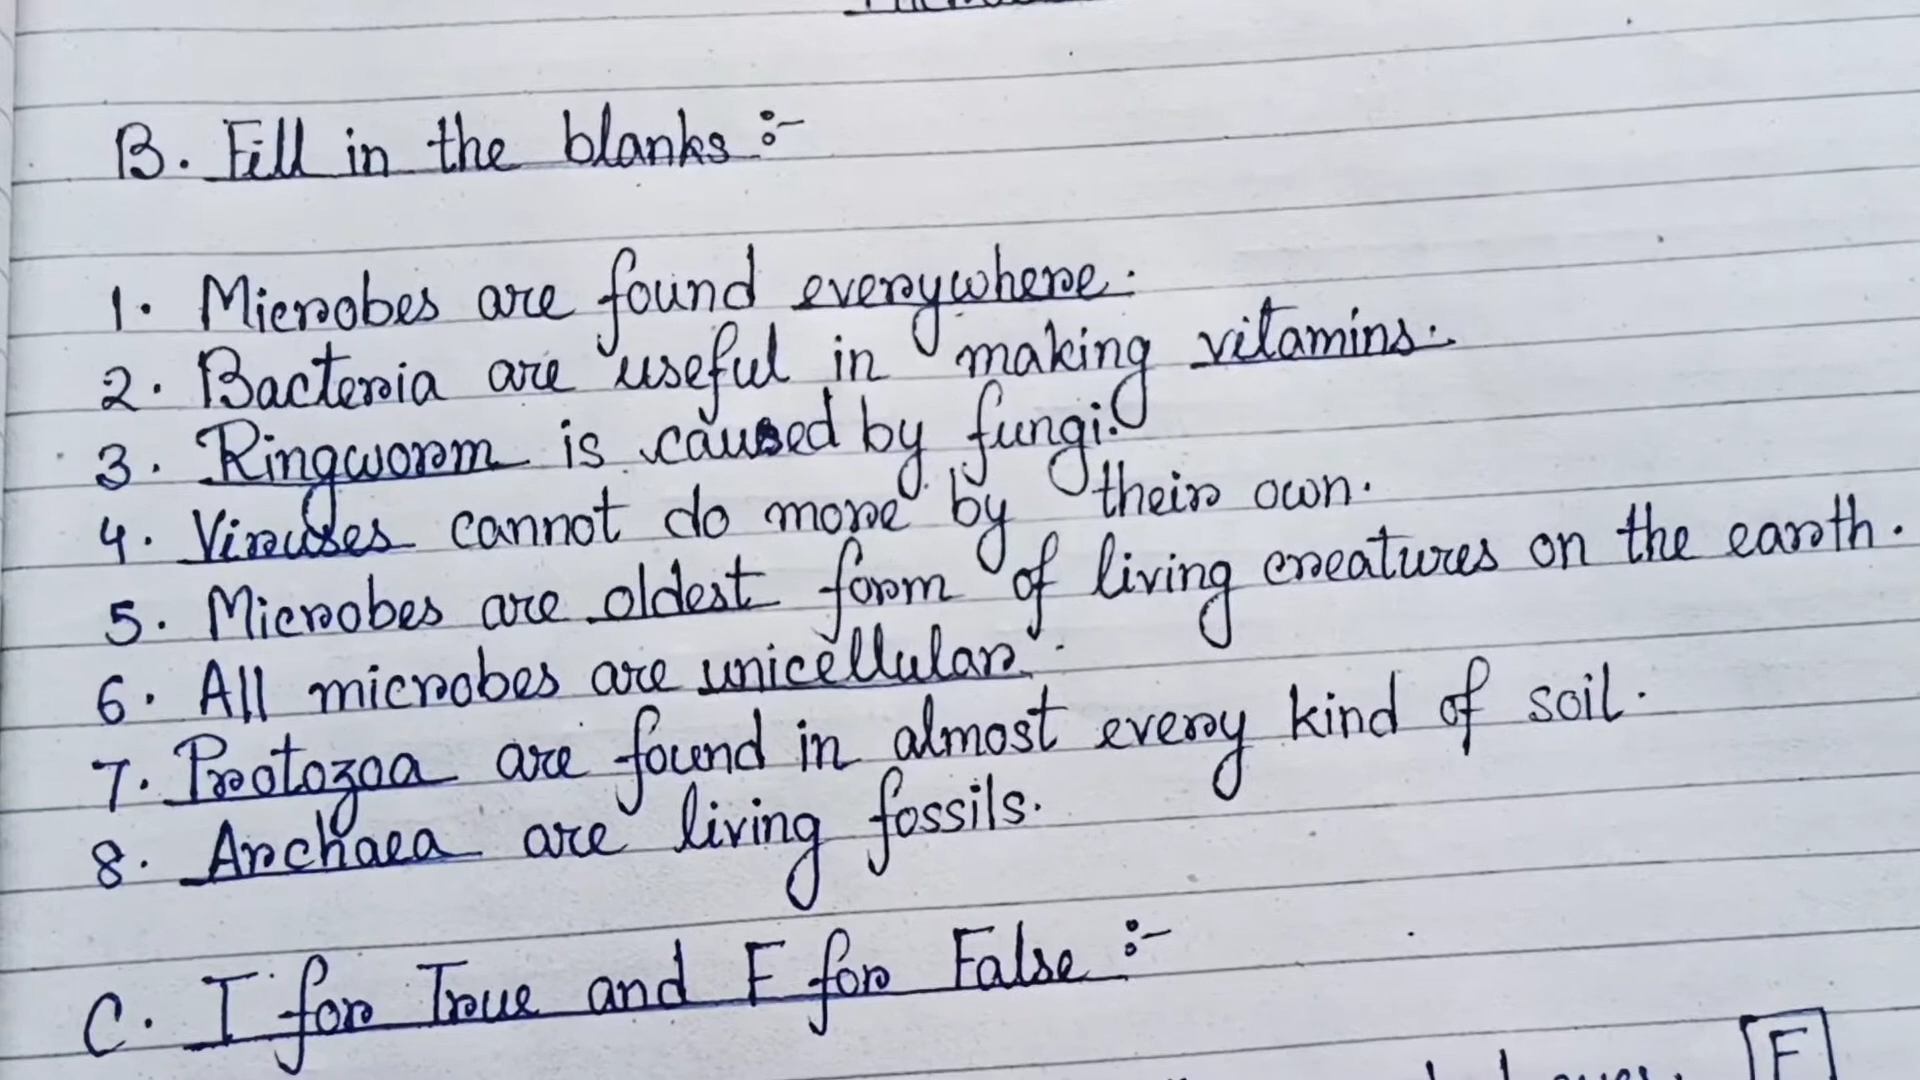 B. Fill in the blanks :-
1. Microbes are found everywhere.
2. Bacteria are useful in making vitamins.
3. Ringworm is caused by fungi.
4. Viruses cannot do more by their own.
5. Microbes are oldest form of living creatures on the earth.
6. All microbes are unicellular.
7. Protozoa are found in almost every kind of soil.
8. Archaea are living fossils.
C. T for True and F for False :-
F